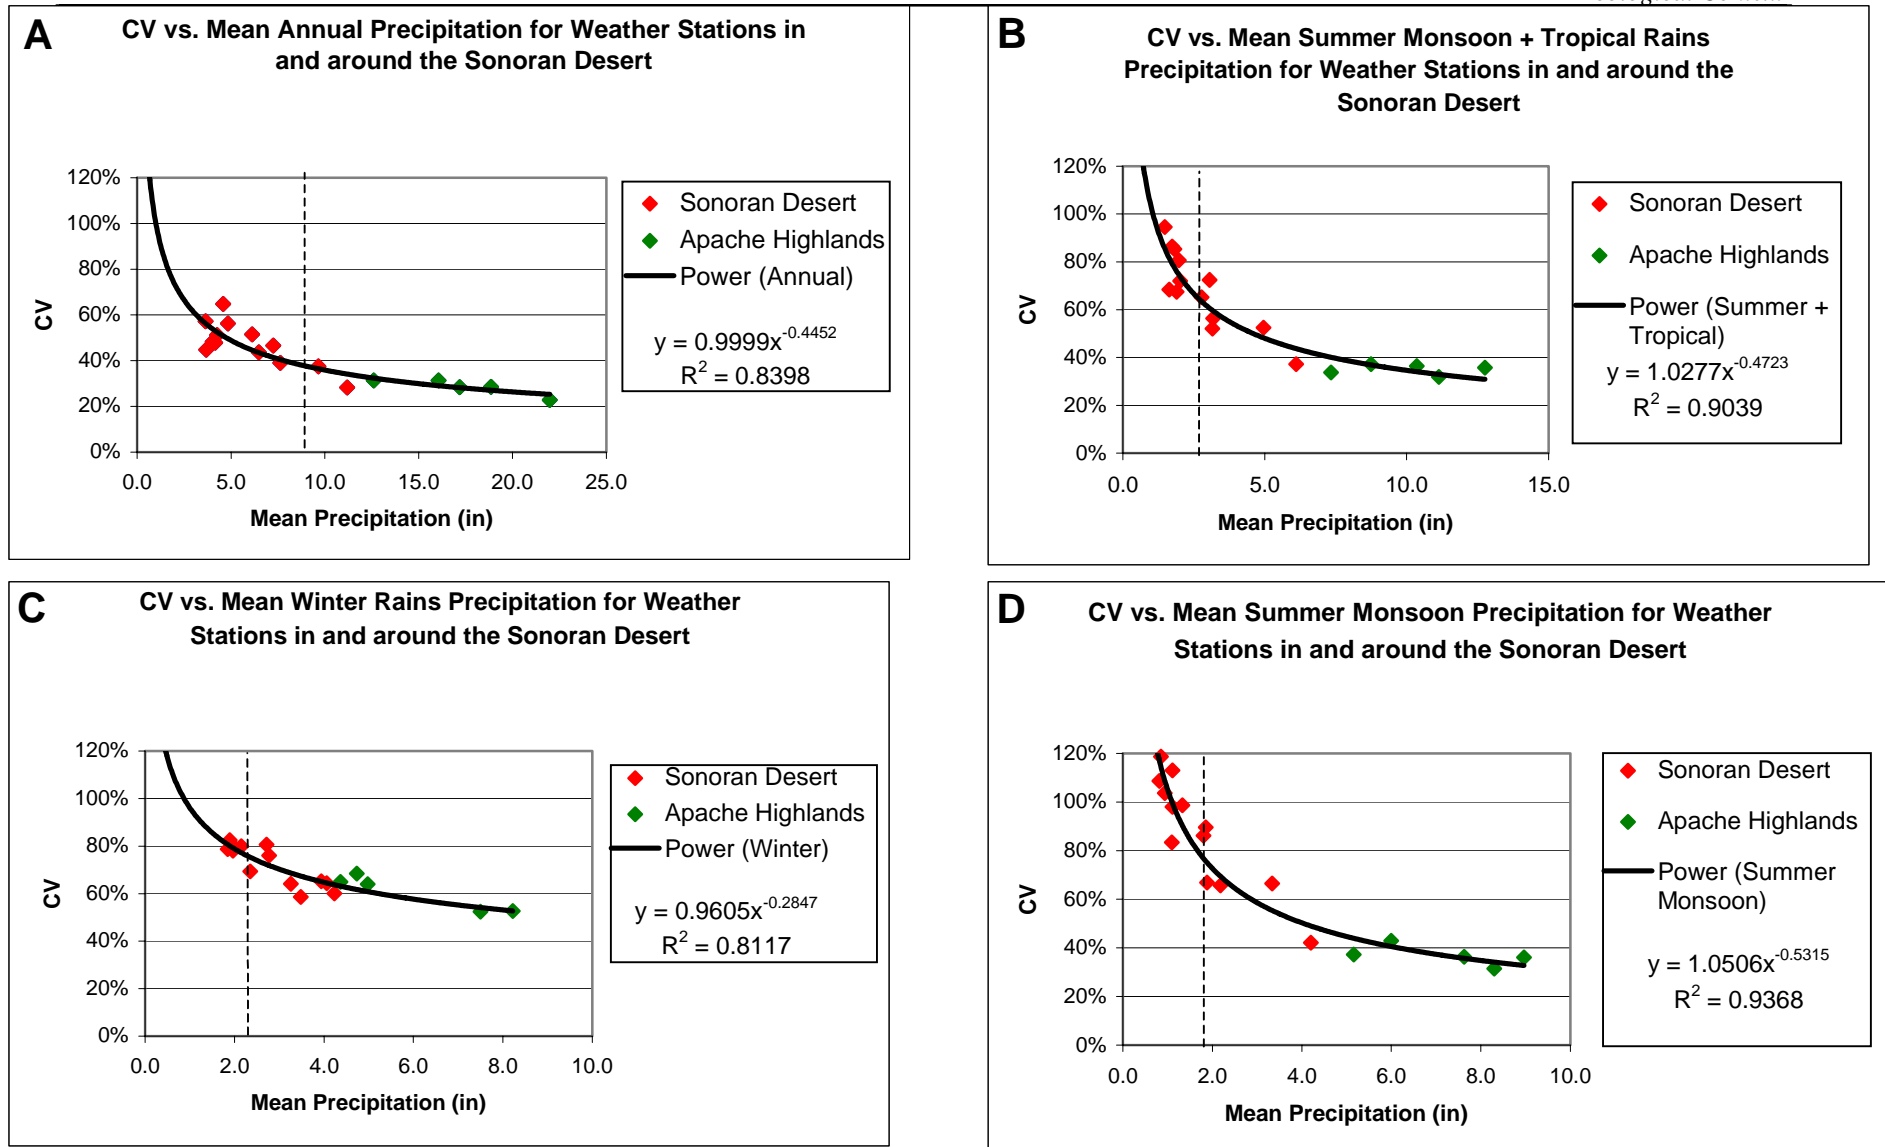 A
CV vs. Mean Annual Precipitation for Weather Stations in
and around the Sonoran Desert
120%
100%
80%
60%
40%
20%
0%
CV
0.0 5.0 10.0 15.0 20.0 25.0
Mean Precipitation (in)
Sonoran Desert
Apache Highlands
Power (Annual)
y = 0.9999x^-0.4452
R^2 = 0.8398
B
CV vs. Mean Summer Monsoon + Tropical Rains
Precipitation for Weather Stations in and around the
Sonoran Desert
120%
100%
80%
60%
40%
20%
0%
CV
0.0 5.0 10.0 15.0
Mean Precipitation (in)
Sonoran Desert
Apache Highlands
Power (Summer +
Tropical)
y = 1.0277x^-0.4723
R^2 = 0.9039
C
CV vs. Mean Winter Rains Precipitation for Weather
Stations in and around the Sonoran Desert
120%
100%
80%
60%
40%
20%
0%
CV
0.0 2.0 4.0 6.0 8.0 10.0
Mean Precipitation (in)
Sonoran Desert
Apache Highlands
Power (Winter)
y = 0.9605x^-0.2847
R^2 = 0.8117
D
CV vs. Mean Summer Monsoon Precipitation for Weather
Stations in and around the Sonoran Desert
120%
100%
80%
60%
40%
20%
0%
CV
0.0 2.0 4.0 6.0 8.0 10.0
Mean Precipitation (in)
Sonoran Desert
Apache Highlands
Power (Summer
Monsoon)
y = 1.0506x^-0.5315
R^2 = 0.9368